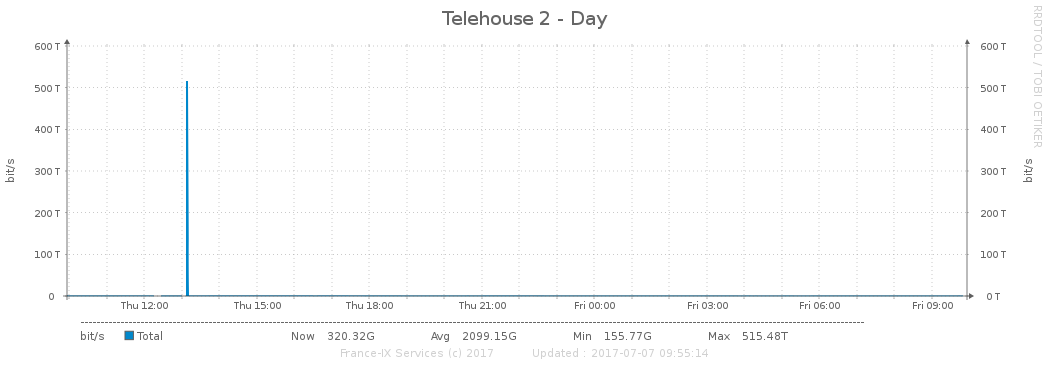 Telehouse 2 - Day
RRDTOOL / TOBI OETIKER
600 T 600 T
500 T 500 T
400 T 400 T
bit/s 300 T 300 T bit/s
200 T 200 T
100 T 100 T
0 0 T
Thu 12:00 Thu 15:00 Thu 18:00 Thu 21:00 Fri 00:00 Fri 03:00 Fri 06:00 Fri 09:00
bit/s Total Now 320.32G Avg 2099.15G Min 155.77G Max 515.48T
France-IX Services (c) 2017 Updated : 2017-07-07 09:55:14